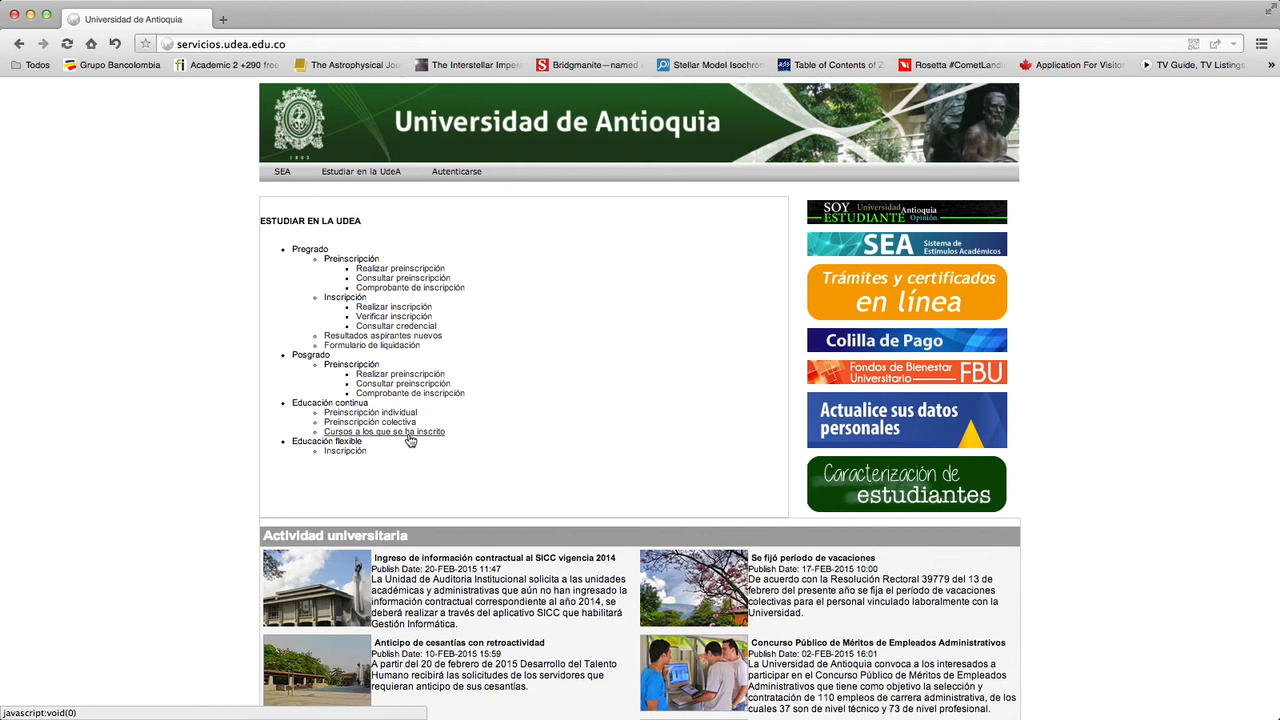 Universidad de Antioquia
servicios.udea.edu.co
Todos
Grupo Bancolombia
Academic 2 +290 free
The Astrophysical Jou
The Interstellar Impera
Bridgmanite—named
Stellar Model Isochro
Table of Contents of
Rosetta #CometLandi
Application For Visitor
TV Guide, TV Listings,
»
1803
Universidad de Antioquia
SEA
Estudiar en la UdeA
Autenticarse
ESTUDIAR EN LA UDEA
Pregrado
Preinscripción
Realizar preinscripción
Consultar preinscripción
Comprobante de inscripción
Inscripción
Realizar inscripción
Verificar inscripción
Consultar credencial
Resultados aspirantes nuevos
Formulario de liquidación
Posgrado
Preinscripción
Realizar preinscripción
Consultar preinscripción
Comprobante de inscripción
Educación continua
Preinscripción individual
Preinscripción colectiva
Cursos a los que se ha inscrito
Educación flexible
Inscripción
SOY Universidad Antioquia
ESTUDIANTE Opinión
SEA Sistema de
Estímulos Académicos
Trámites y certificados
en línea
Colilla de Pago
Fondos de Bienestar
Universitario FBU
Actualice sus datos
personales
Caracterización de
estudiantes
Actividad universitaria
Ingreso de información contractual al SICC vigencia 2014
Publish Date: 20-FEB-2015 11:47
La Unidad de Auditoria Institucional solicita a las unidades
académicas y administrativas que aún no han ingresado la
información contractual correspondiente al año 2014, se
deberá realizar a través del aplicativo SICC que habilitará
Gestión Informática.
Se fijó período de vacaciones
Publish Date: 17-FEB-2015 10:00
De acuerdo con la Resolución Rectoral 39779 del 13 de
febrero del presente año se fija el período de vacaciones
colectivas para el personal vinculado laboralmente con la
Universidad.
Anticipo de cesantías con retroactividad
Publish Date: 10-FEB-2015 15:59
A partir del 20 de febrero de 2015 Desarrollo del Talento
Humano recibirá las solicitudes de los servidores que
requieran anticipo de sus cesantías.
Concurso Público de Méritos de Empleados Administrativos
Publish Date: 02-FEB-2015 16:01
La Universidad de Antioquia convoca a los interesados a
participar en el Concurso Público de Méritos de Empleados
Administrativos que tiene como objetivo la selección y
contratación de 110 empleos de carrera administrativa, de los
cuales 37 son de nivel técnico y 73 de nivel profesional.
javascript:void(0)